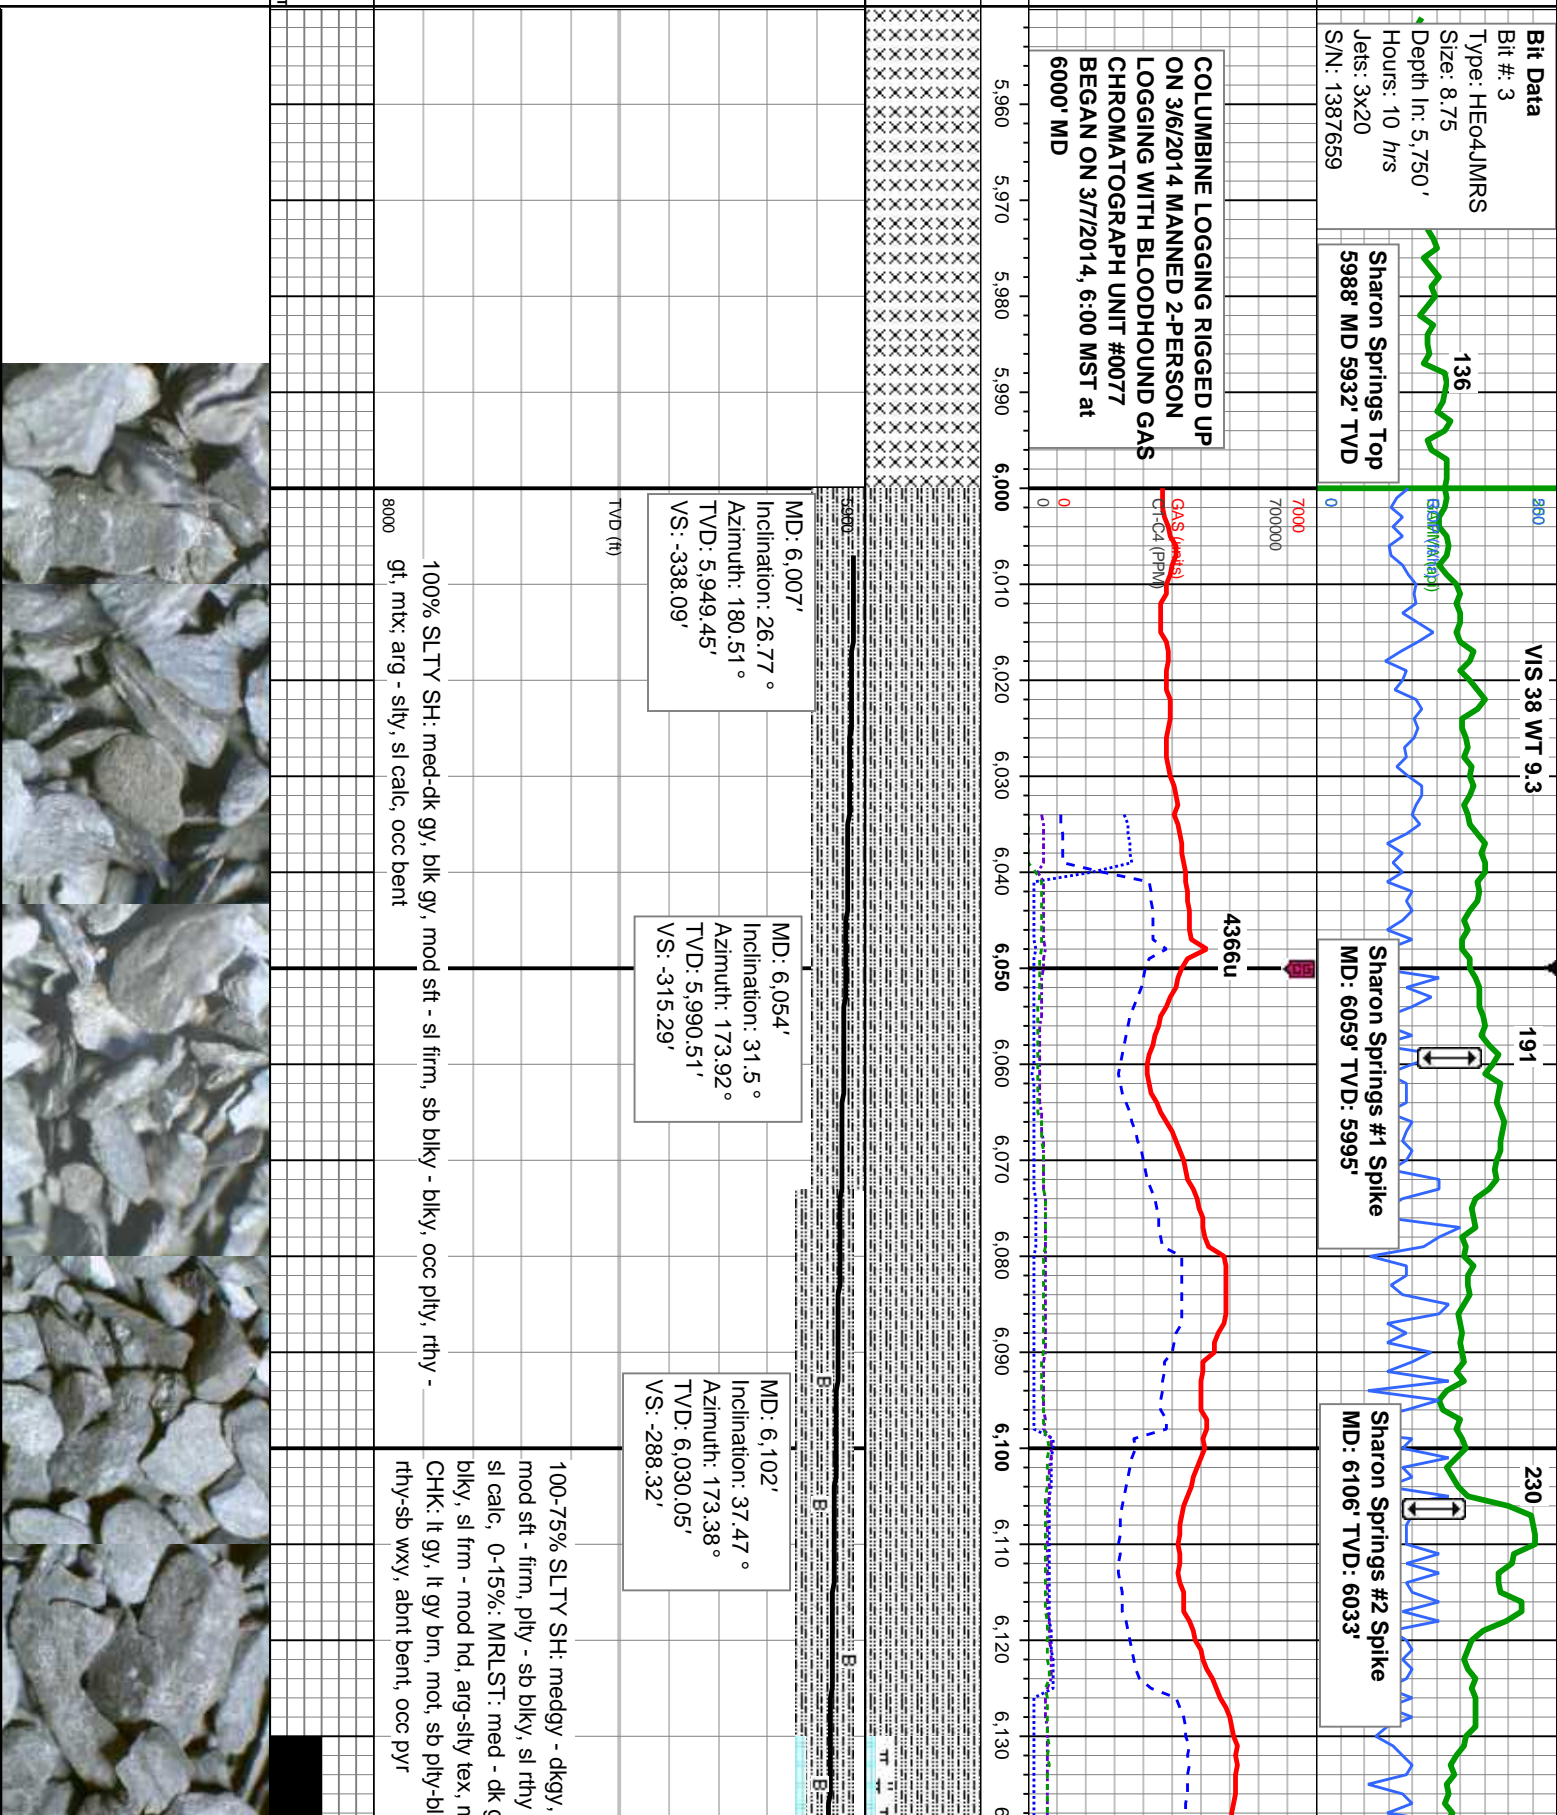 Bit Data
Bit #: 3
Type: HEo4JMRS
Size: 8.75
Depth In: 5,750'
Hours: 10 hrs
Jets: 3x20
S/N: 1387659
Sharon Springs Top
5988' MD 5932' TVD
136
VIS 38 WT 9.3
0
Sharon Springs #1 Spike
MD: 6059' TVD: 5995'
191
Sharon Springs #2 Spike
MD: 6106' TVD: 6033'
230
COLUMBINE LOGGING RIGGED UP
ON 3/6/2014 MANNED 2-PERSON
LOGGING WITH BLOODHOUND GAS
CHROMATOGRAPH UNIT #0077
BEGAN ON 3/7/2014, 6:00 MST at
6000' MD
7000
700000
GAS (units)
C1-C4 (PPM)
0
0
4366u
5,960
5,970
5,980
5,990
6,000
6,010
6,020
6,030
6,040
6,050
6,060
6,070
6,080
6,090
6,100
6,110
6,120
6,130
TVD (ft)
8000
MD: 6,007'
Inclination: 26.77 °
Azimuth: 180.51°
TVD: 5,949.45'
VS: -338.09'
MD: 6,054'
Inclination: 31.5 °
Azimuth: 173.92°
TVD: 5,990.51'
VS: -315.29'
MD: 6,102'
Inclination: 37.47 °
Azimuth: 173.38°
TVD: 6,030.05'
VS: -288.32'
B
B
B
B
100% SLTY SH: med-dk gy, blk gy, mod sft - sl firm, sb blky - blky, occ plty, rthy -
gt, mtx; arg - slty, sl calc, occ bent
100-75% SLTY SH: medgy - dkgy,
mod sft - firm, plty - sb blky, sl rthy
sl calc, 0-15%: MRLST: med - dk
blky, sl frm - mod hd, arg-slty tex,
CHK: lt gy, lt gy brn, mot, sb plty-bl
rthy-sb wxy, abnt bent, occ pyr